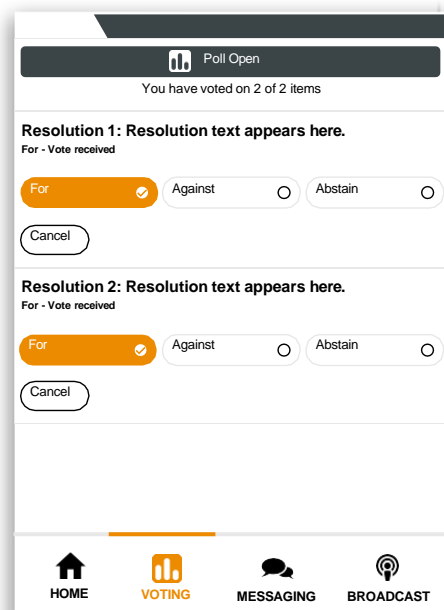 Poll Open
You have voted on 2 of 2 items
Resolution 1: Resolution text appears here.
For - Vote received
For Against Abstain
Cancel
Resolution 2: Resolution text appears here.
For - Vote received
For Against Abstain
Cancel
HOME VOTING MESSAGING BROADCAST